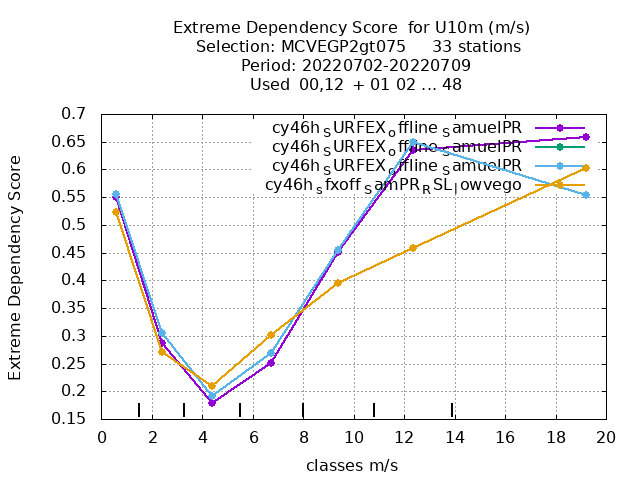 Extreme Dependency Score  for U10m (m/s)
Selection: MCVEGP2gt075     33 stations
Period: 20220702-20220709
Used  00,12  + 01 02 ... 48
cy46h_SURFEX_offline_SamuelPR
cy46h_SURFEX_offline_SamuelPR
cy46h_SURFEX_offline_SamuelPR
cy46h_sfxoff_SamPR_RSL_lowvego
Extreme Dependency Score
0.7
0.65
0.6
0.55
0.5
0.45
0.4
0.35
0.3
0.25
0.2
0.15
0 2 4 6 8 10 12 14 16 18 20
classes m/s